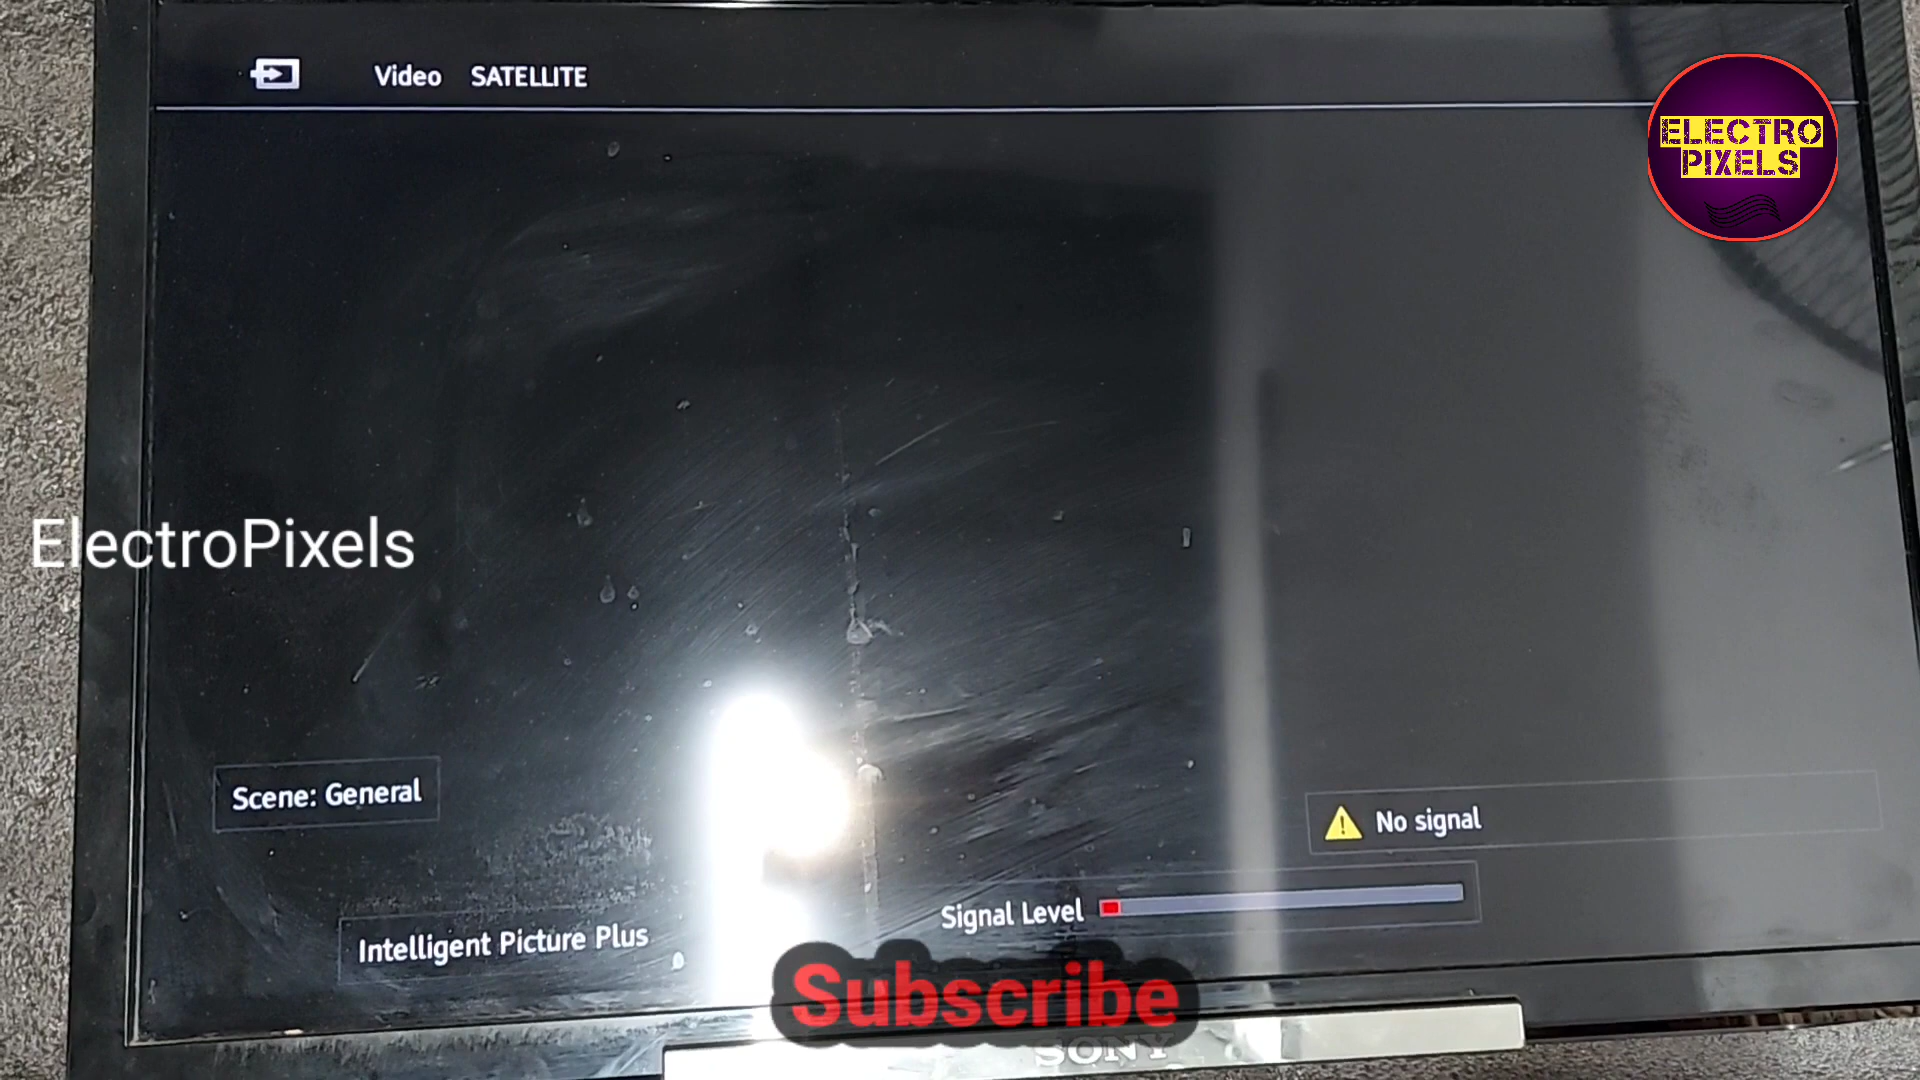 Video SATELLITE
ELECTRO
PIXELS
ElectroPixels
Scene: General
No signal
Signal Level
Intelligent Picture Plus
Subscribe
SONY